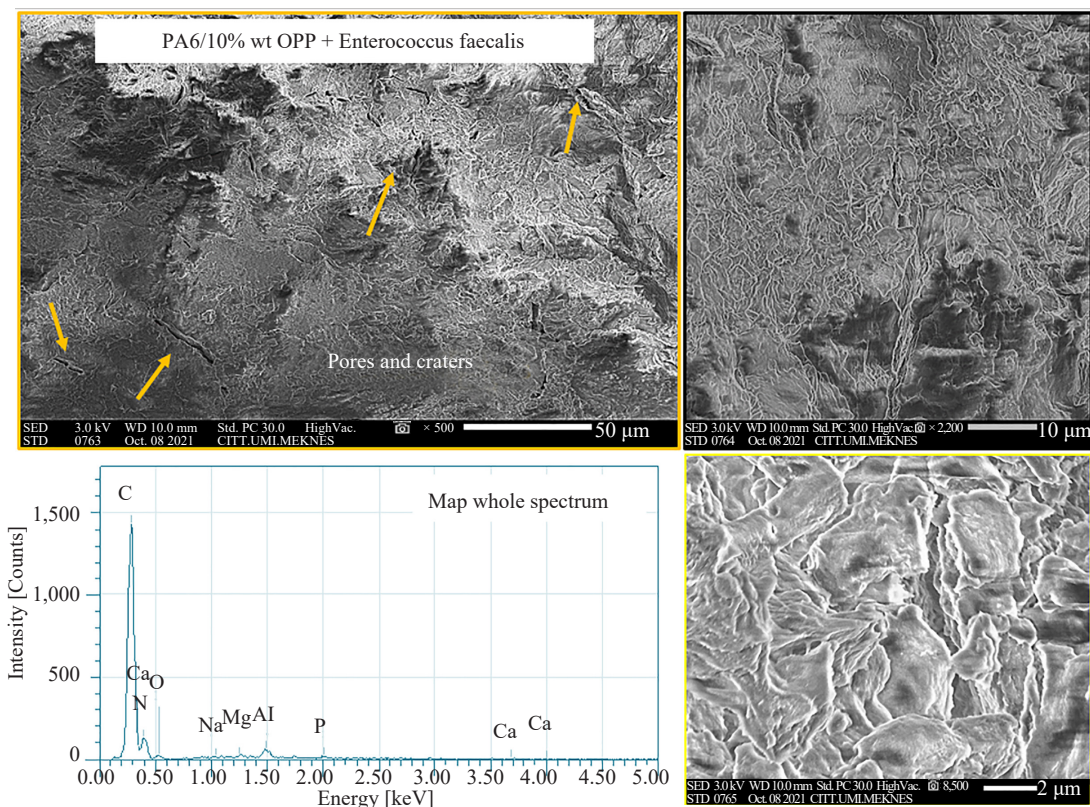 PA6/10% wt OPP + Enterococcus faecalis
Pores and craters
SED 3.0 kV WD 10.0 mm Std. PC 30.0 HighVac. × 500 50 μm
STD 0763 Oct. 08 2021 CITT.UMI.MEKNES
SED 3.0 kV WD 10.0 mm Std. PC 30.0 HighVac. × 2,200 10 μm
STD 0764 Oct. 08 2021 CITT.UMI.MEKNES
Map whole spectrum
C
1,500
1,000
500
0
Intensity [Counts]
Ca O
N
Na Mg Al P Ca Ca
0.00 0.50 1.00 1.50 2.00 2.50 3.00 3.50 4.00 4.50 5.00
Energy [keV]
SED 3.0 kV WD 10.0 mm Std. PC 30.0 HighVac. 8,500 2 μm
STD 0765 Oct. 08 2021 CITT.UMI.MEKNES